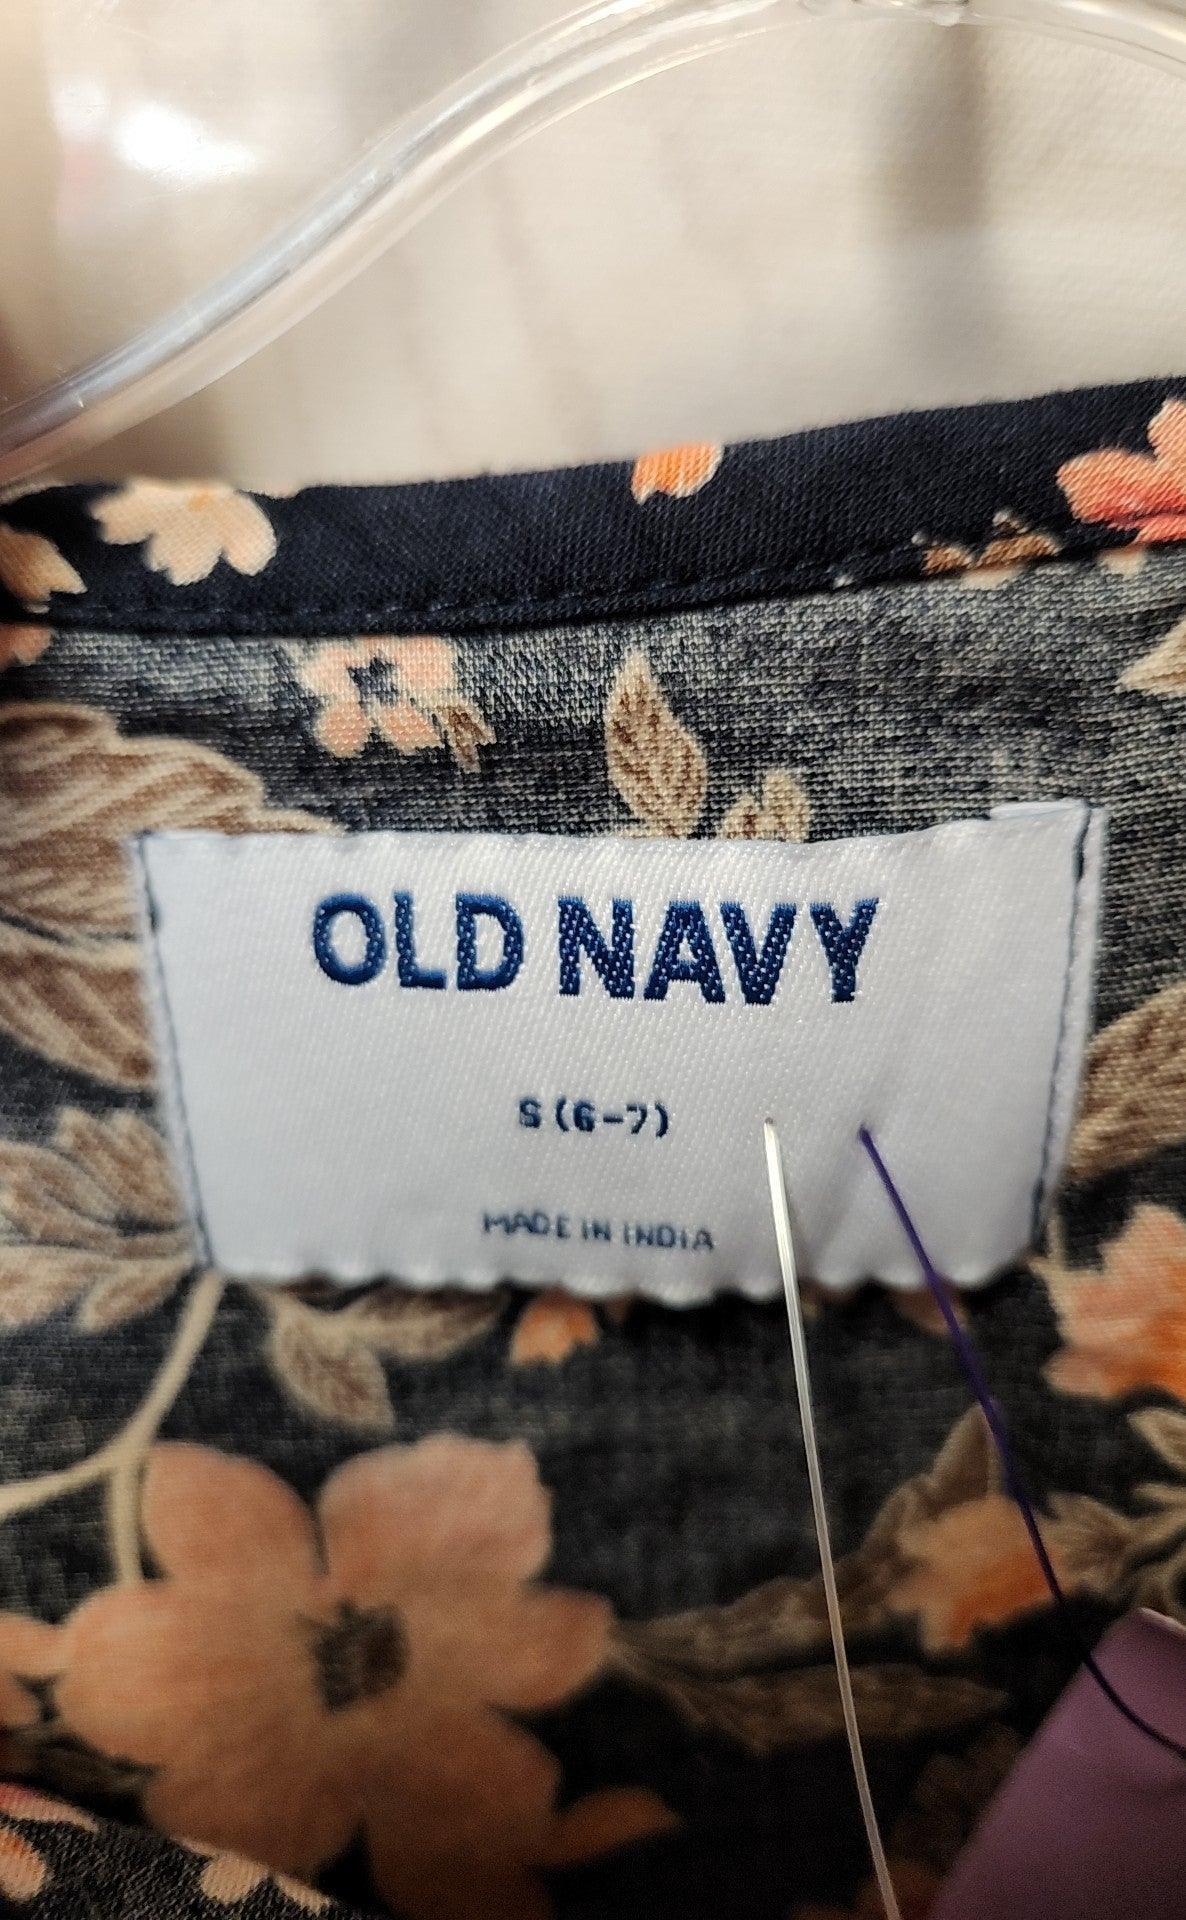 OLD NAVY
S (6-7)
MADE IN INDIA